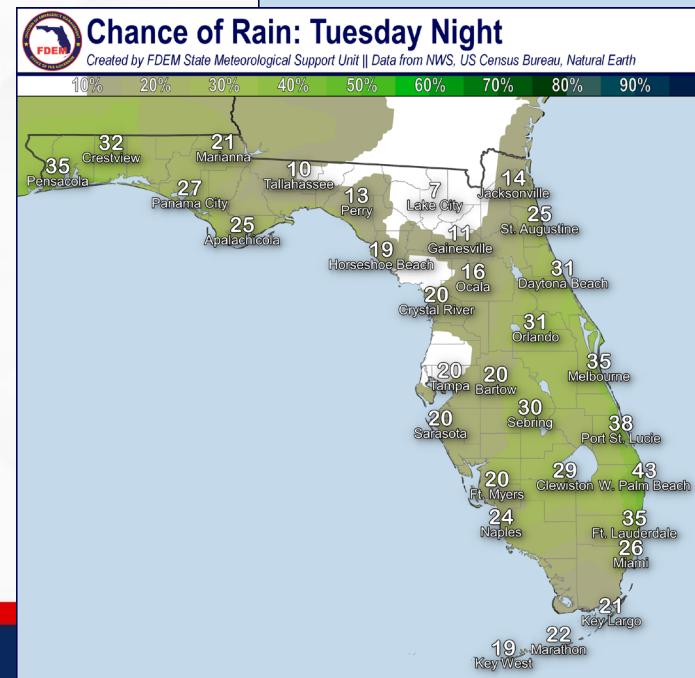 FDEM
Chance of Rain: Tuesday Night
Created by FDEM State Meteorological Support Unit || Data from NWS, US Census Bureau, Natural Earth
10% 20% 30% 40% 50% 60% 70% 80% 90%
32
Crestview
21
Marianna
35
Pensacola
10
Tallahassee
14
Jacksonville
27
Panama City
13
Perry
7
Lake City
25
Apalachicola
25
St. Augustine
11
Gainesville
19
Horseshoe Beach
16
Ocala
31
Daytona Beach
20
Crystal River
31
Orlando
35
Melbourne
20
Tampa
20
Bartow
30
Sebring
20
Sarasota
38
Port St. Lucie
29
Clewiston
43
W. Palm Beach
20
Ft. Myers
24
Naples
35
Ft. Lauderdale
26
Miami
21
Key Largo
22
Marathon
19
Key West